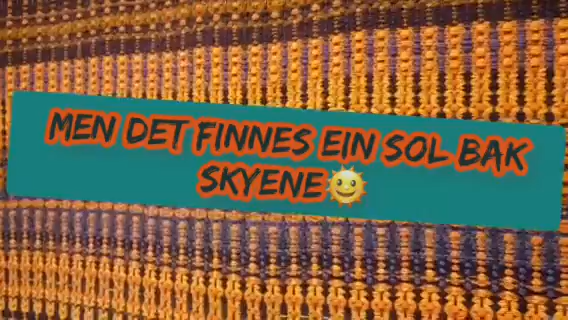 MEN DET FINNES EIN SOL BAK
SKYENE🌞